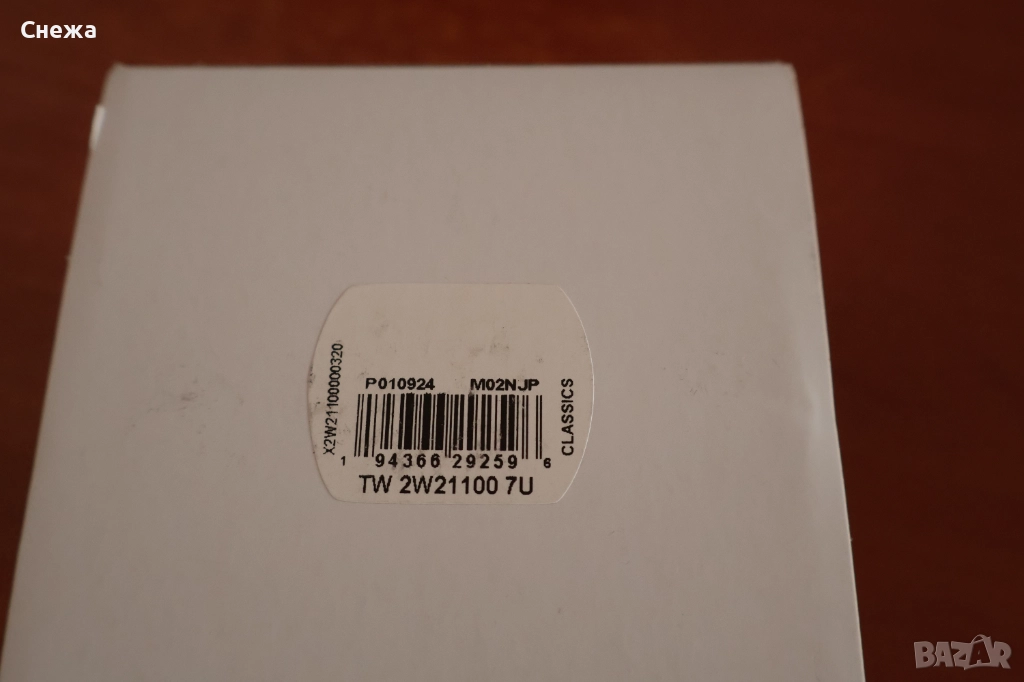 Снежа
X2W21100000320
P010924 M02NJP
CLASSICS
1 94366 29259 6
TW 2W21100 7U
BAZAR